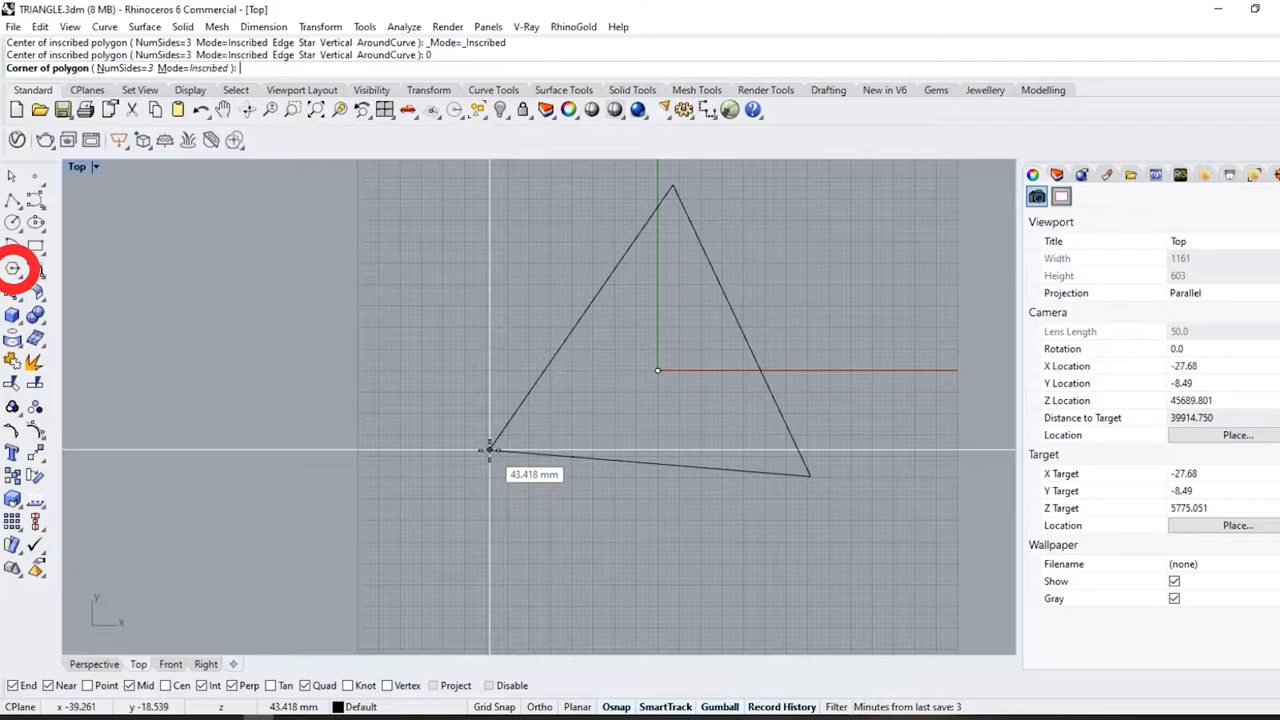 TRIANGLE.3dm (8 MB) - Rhinoceros 6 Commercial - [Top]
File Edit View Curve Surface Solid Mesh Dimension Transform Tools Analyze Render Panels V-Ray RhinoGold Help
Center of inscribed polygon ( NumSides=3 Mode=Inscribed Edge Star Vertical AroundCurve ): _Mode=_Inscribed
Center of inscribed polygon ( NumSides=3 Mode=Inscribed Edge Star Vertical AroundCurve ): 0
Corner of polygon ( NumSides=3 Mode=Inscribed ):
Standard CPlanes Set View Display Select Viewport Layout Visibility Transform Curve Tools Surface Tools Solid Tools Mesh Tools Render Tools Drafting New in V6 Gems Jewellery Modelling
Top
Viewport
Title Top
Width 1161
Height 603
Projection Parallel
Camera
Lens Length 50.0
Rotation 0.0
X Location -27.68
Y Location -8.49
Z Location 45689.801
Distance to Target 39914.750
Location Place...
Target
X Target -27.68
Y Target -8.49
Z Target 5775.051
Location Place...
Wallpaper
Filename (none)
Show
Gray
43.418 mm
y
x
Perspective Top Front Right
End Near Point Mid Cen Int Perp Tan Quad Knot Vertex Project Disable
CPlane x -39.261 y -18.539 z 43.418 mm Default Grid Snap Ortho Planar Osnap SmartTrack Gumball Record History Filter Minutes from last save: 3